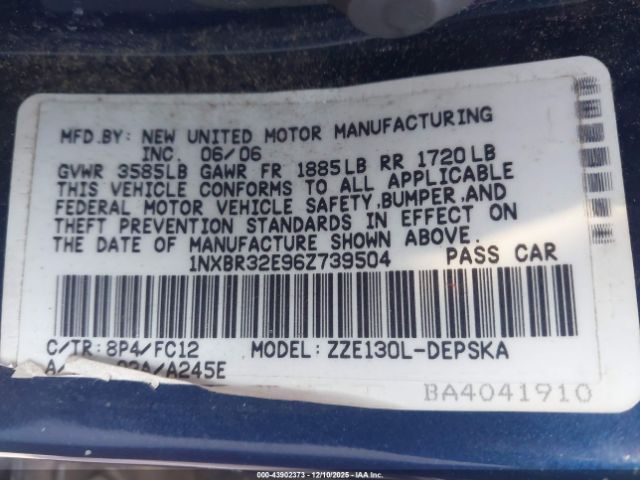 MFD.BY: NEW UNITED MOTOR MANUFACTURING
INC. 06/06
GVWR 3585LB GAWR FR 1885LB RR 1720LB
THIS VEHICLE CONFORMS TO ALL APPLICABLE
FEDERAL MOTOR VEHICLE SAFETY,BUMPER,AND
THEFT PREVENTION STANDARDS IN EFFECT ON
THE DATE OF MANUFACTURE SHOWN ABOVE.
1NXBR32E96Z739504 PASS CAR
C/TR:8P4/FC12 MODEL: ZZE130L-DEPSKA
A/ 02A/A245E
BA4041910
000-43902373 - 12/10/2025 - IAA Inc.